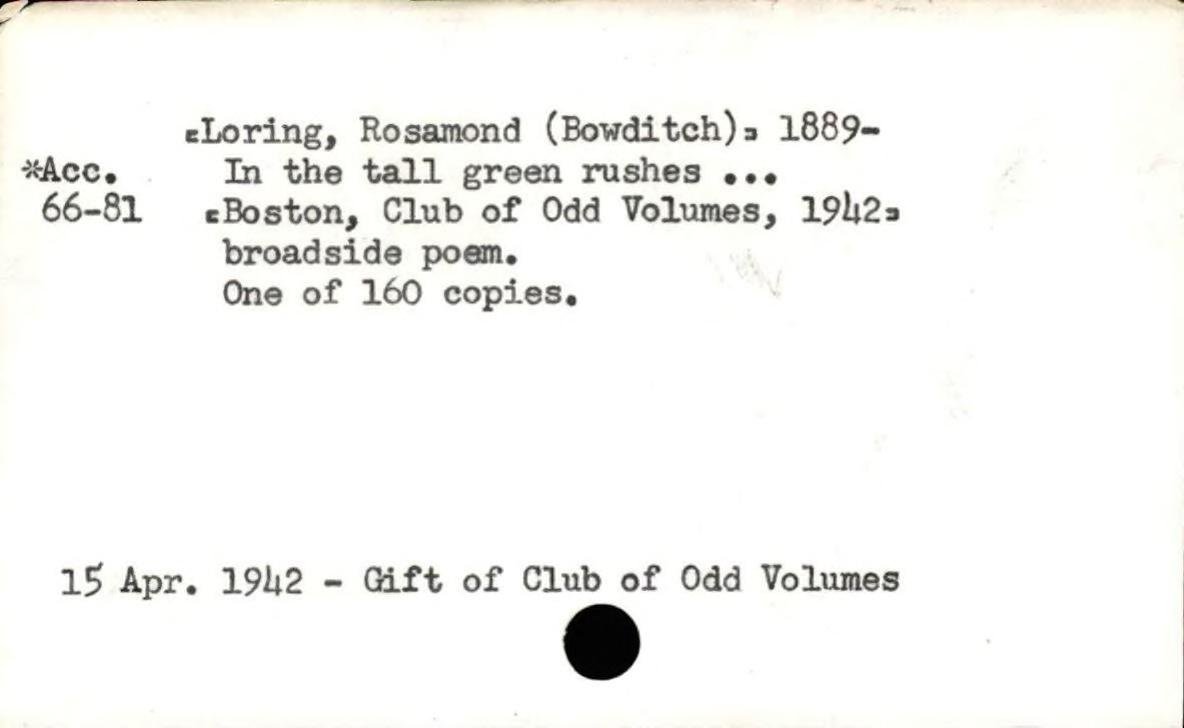 [Loring, Rosamond (Bowditch)] 1889-
*Acc. In the tall green rushes ...
66-81 [Boston, Club of Odd Volumes, 1942]
broadside poem.
One of 160 copies.
15 Apr. 1942 - Gift of Club of Odd Volumes